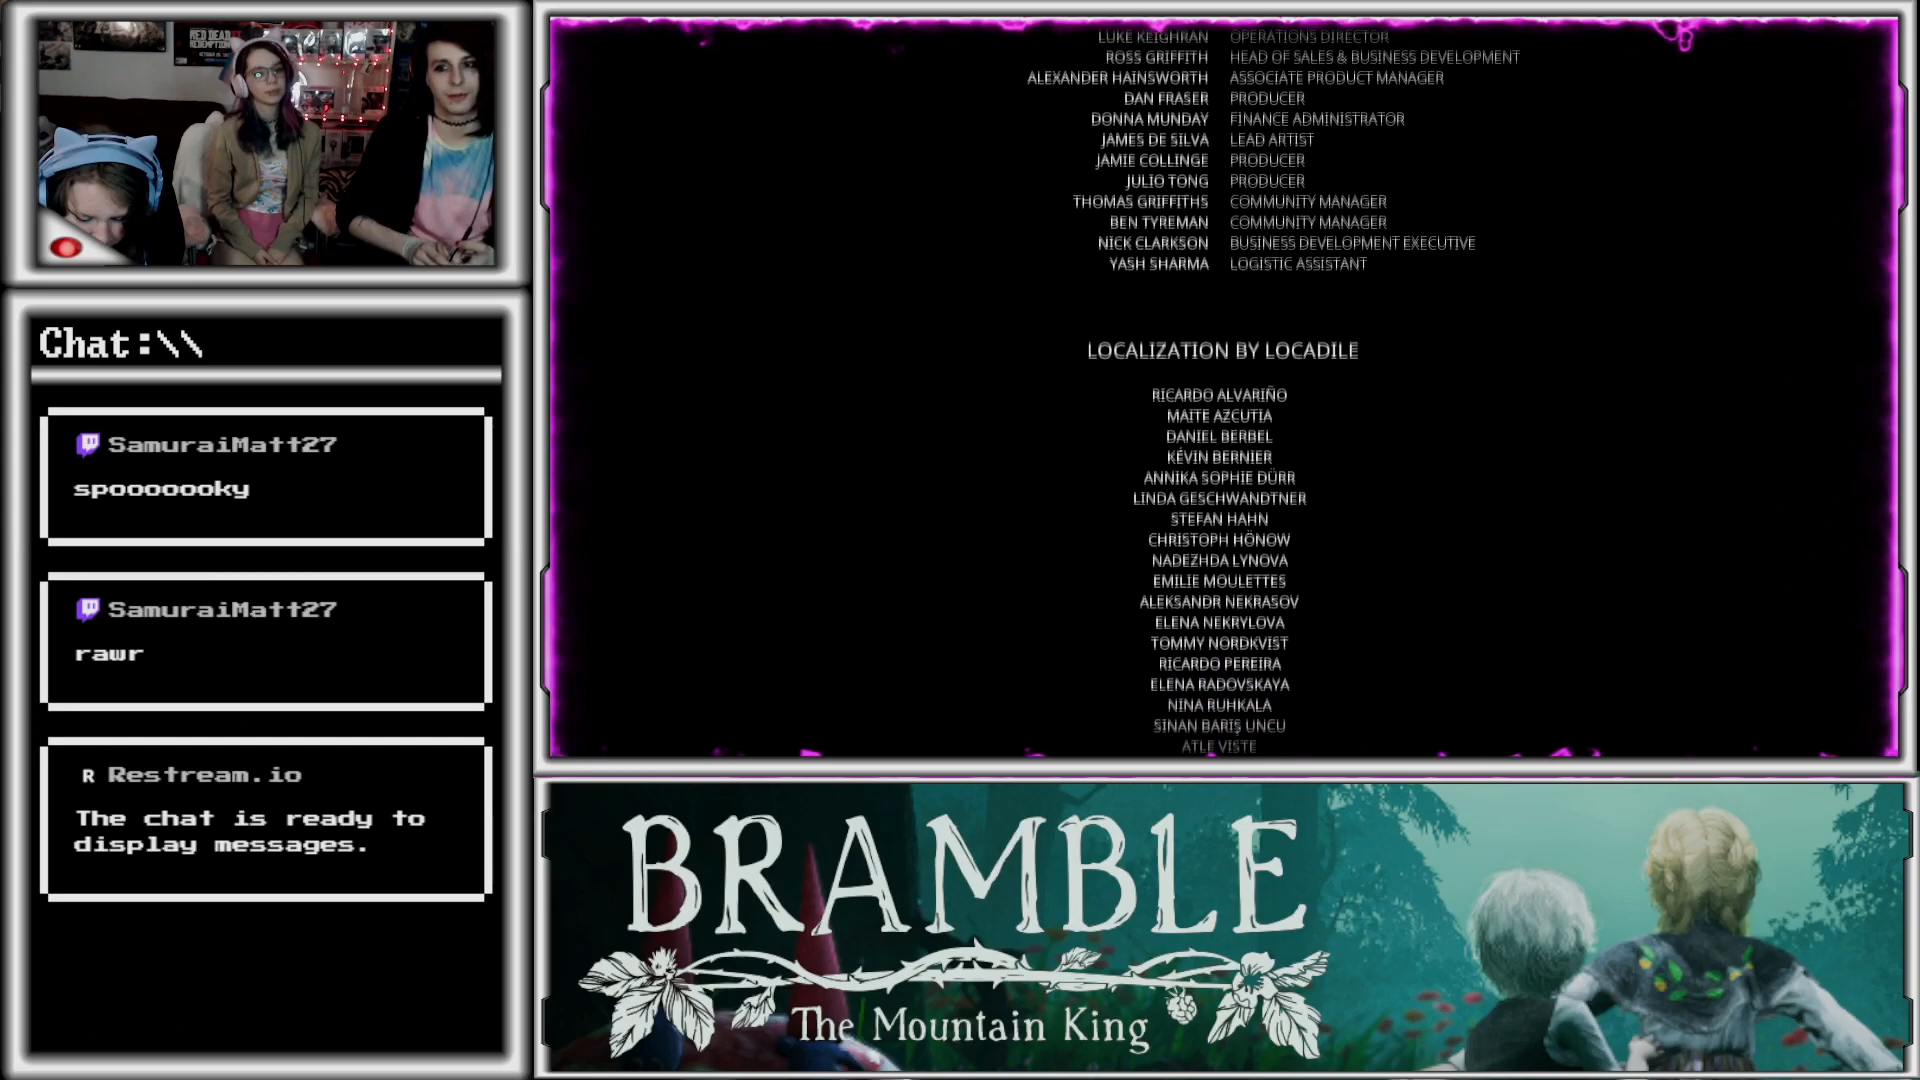 RED DEAD
REDEMPTION
Chat:\\
SamuraiMatt27
spooooooky
SamuraiMatt27
rawr
R Restream.io
The chat is ready to
display messages.
LUKE KEIGHRAN OPERATIONS DIRECTOR
ROSS GRIFFITH HEAD OF SALES & BUSINESS DEVELOPMENT
ALEXANDER HAINSWORTH ASSOCIATE PRODUCT MANAGER
DAN FRASER PRODUCER
DONNA MUNDAY FINANCE ADMINISTRATOR
JAMES DE SILVA LEAD ARTIST
JAMIE COLLINGE PRODUCER
JULIO TONG PRODUCER
THOMAS GRIFFITHS COMMUNITY MANAGER
BEN TYREMAN COMMUNITY MANAGER
NICK CLARKSON BUSINESS DEVELOPMENT EXECUTIVE
YASH SHARMA LOGISTIC ASSISTANT
LOCALIZATION BY LOCADILE
RICARDO ALVARIÑO
MAITE AZCUTIA
DANIEL BERBEL
KÉVIN BERNIER
ANNIKA SOPHIE DÜRR
LINDA GESCHWANDTNER
STEFAN HAHN
CHRISTOPH HÖNOW
NADEZHDA LYNOVA
EMILIE MOULETTES
ALEKSANDR NEKRASOV
ELENA NEKRYLOVA
TOMMY NORDKVIST
RICARDO PEREIRA
ELENA RADOVSKAYA
NINA RUHKALA
SINAN BARIŞ UNCU
ATLE VISTE
BRAMBLE
The Mountain King